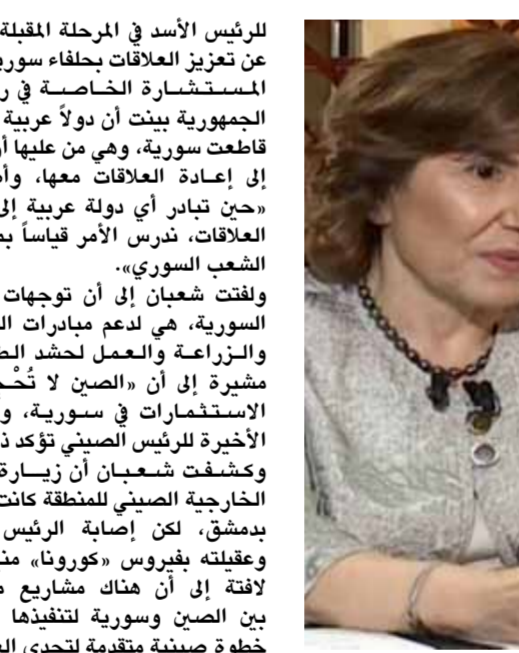 للرئيس الأسد في المرحلة المقبلة
عن تعزيز العلاقات بحلفاء
المستشارة الخاصة في
الجمهورية بينت أن دولاً عربية
قاطعت سورية، وهي من عليها
إلى إعادة العلاقات معها،
«حين تبادر أي دولة عربية
العلاقات، ندرس الأمر قياساً
الشعب السوري».
ولفتت شعبان إلى أن توجهات
السورية، هي لدعم مبادرات
والزراعة والعمل لحشد
مشيرة إلى أن «الصين لا
الاستثمارات في سورية،
الأخيرة للرئيس الصيني تؤكد
وكشفت شعبان أن زيارة
الخارجية الصيني للمنطقة كانت
بدمشق، لكن إصابة الرئيس
وعقيلته بفيروس «كورونا»
لافتة إلى أن هناك مشاريع
بين الصين وسورية لتنفيذها
خطوة صينية متقدمة لتحدي